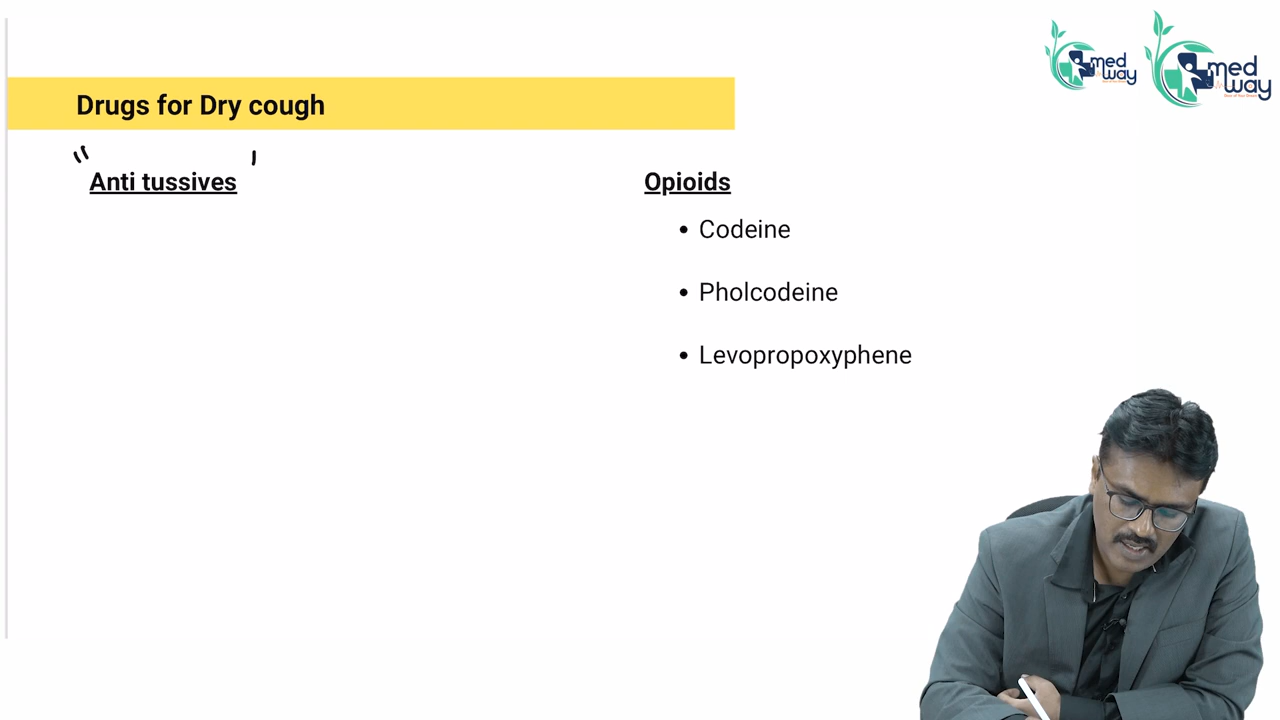 med
way
med
way
Drugs for Dry cough
" Anti tussives '
Opioids
• Codeine
• Pholcodeine
• Levopropoxyphene